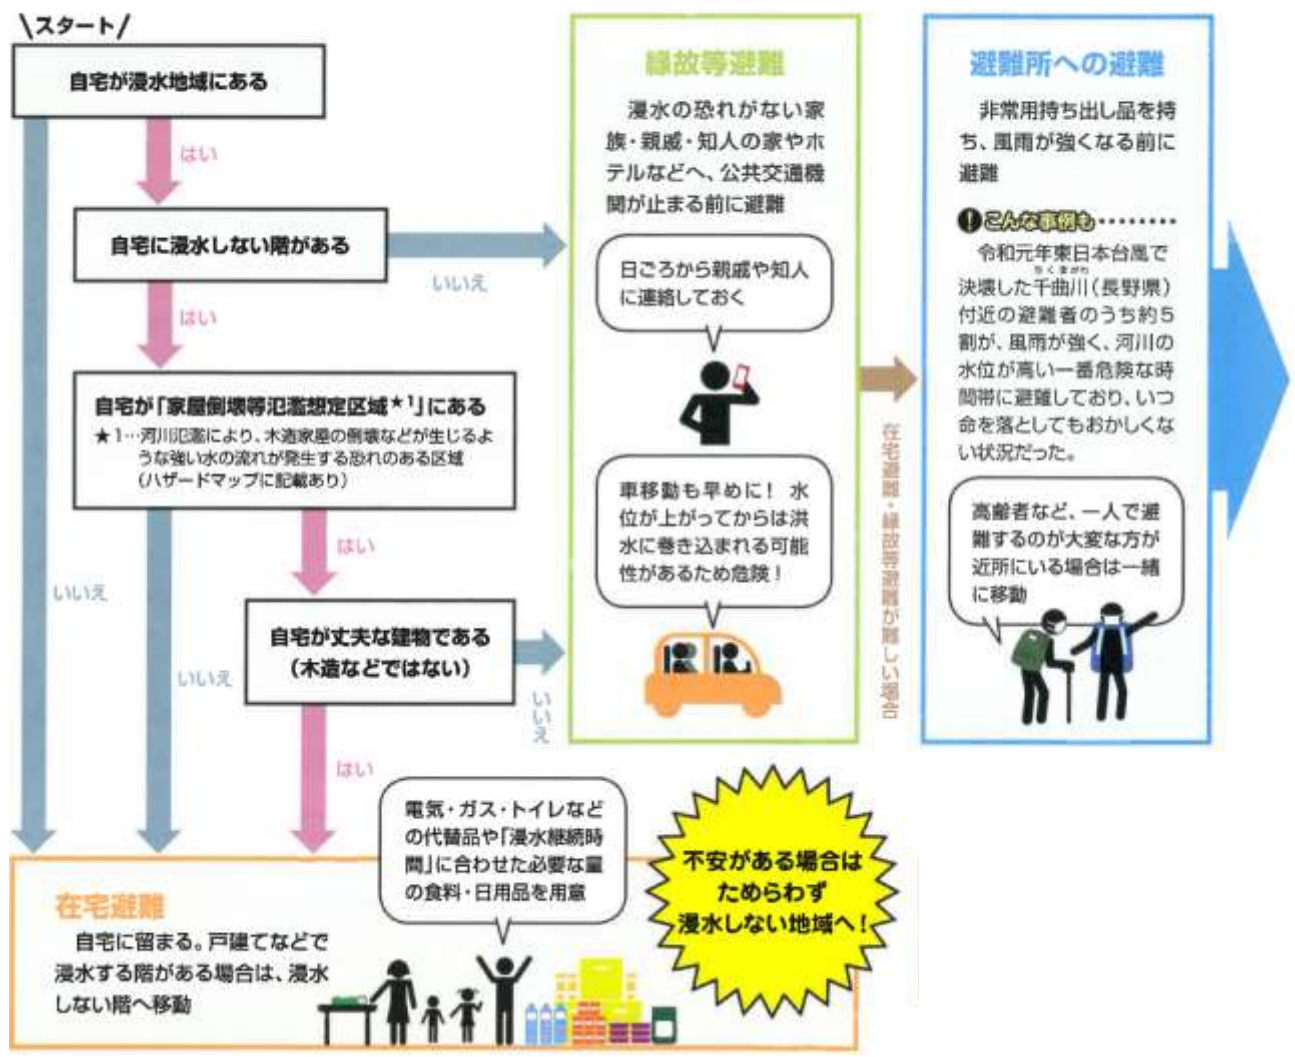 \スタート/
自宅が浸水地域にある
はい
自宅に浸水しない階がある
いいえ
はい
自宅が「家屋倒壊等氾濫想定区域★1」にある
★1…河川氾濫により、木造家屋の倒壊などが生じるよ
うな強い水の流れが発生する恐れのある区域
(ハザードマップに記載あり)
はい
いいえ
いいえ
自宅が丈夫な建物である
(木造などではない)
いいえ
はい
縁故等避難
浸水の恐れがない家
族・親戚・知人の家やホ
テルなどへ、公共交通機
関が止まる前に避難
日ごろから親戚や知人
に連絡しておく
車移動も早めに! 水
位が上がってからは洪
水に巻き込まれる可能
性があるため危険!
在宅避難・縁故等避難が難しい場合
避難所への避難
非常用持ち出し品を持
ち、風雨が強くなる前に
避難
!こんな事例も・・・・・・・・
令和元年東日本台風で
ちくまがわ
決壊した千曲川(長野県)
付近の避難者のうち約5
割が、風雨が強く、河川の
水位が高い一番危険な時
間帯に避難しており、いつ
命を落としてもおかしくな
い状況だった。
高齢者など、一人で避
難するのが大変な方が
近所にいる場合は一緒
に移動
在宅避難
自宅に留まる。戸建てなどで
浸水する階がある場合は、浸水
しない階へ移動
電気・ガス・トイレなど
の代替品や「浸水継続時
間」に合わせた必要な量
の食料・日用品を用意
不安がある場合は
ためらわず
浸水しない地域へ!